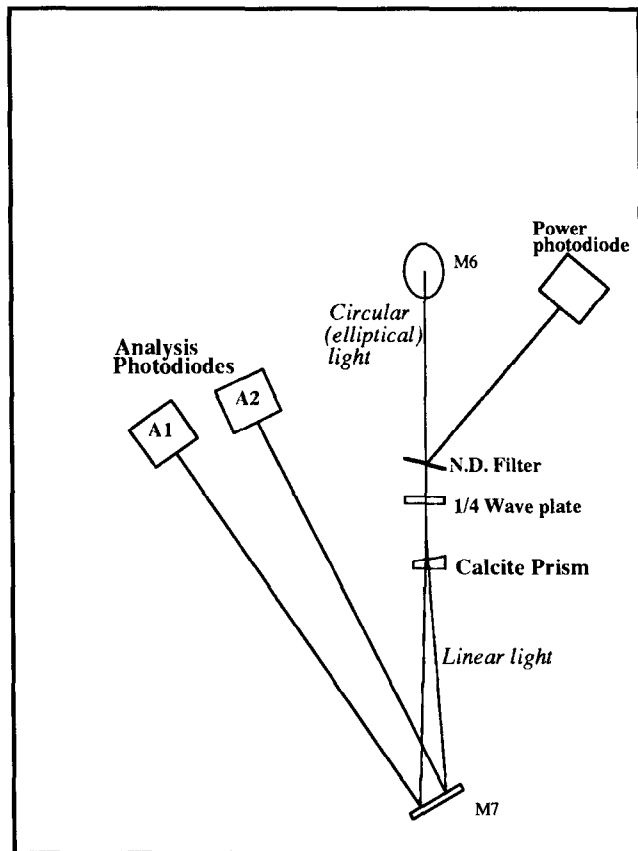 Power
photodiode
M6
Circular
(elliptical)
light
Analysis
Photodiodes
A2
A1
N.D. Filter
1/4 Wave plate
Calcite Prism
Linear light
M7